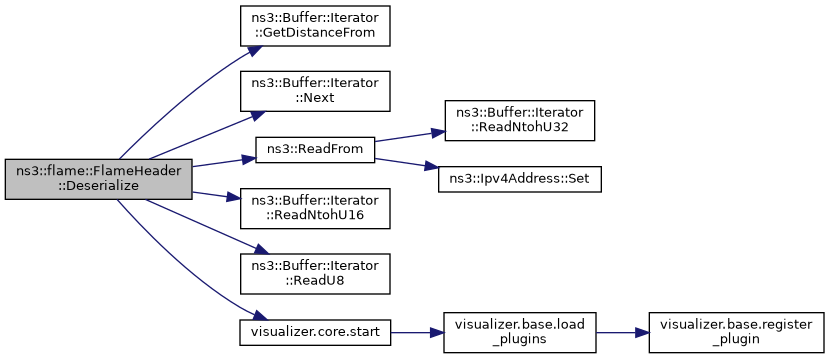 ns3::Buffer::Iterator
::GetDistanceFrom
ns3::Buffer::Iterator
::Next
ns3::Buffer::Iterator
::ReadNtohU32
ns3::ReadFrom
ns3::flame::FlameHeader
::Deserialize
ns3::Ipv4Address::Set
ns3::Buffer::Iterator
::ReadNtohU16
ns3::Buffer::Iterator
::ReadU8
visualizer.core.start
visualizer.base.load
_plugins
visualizer.base.register
_plugin